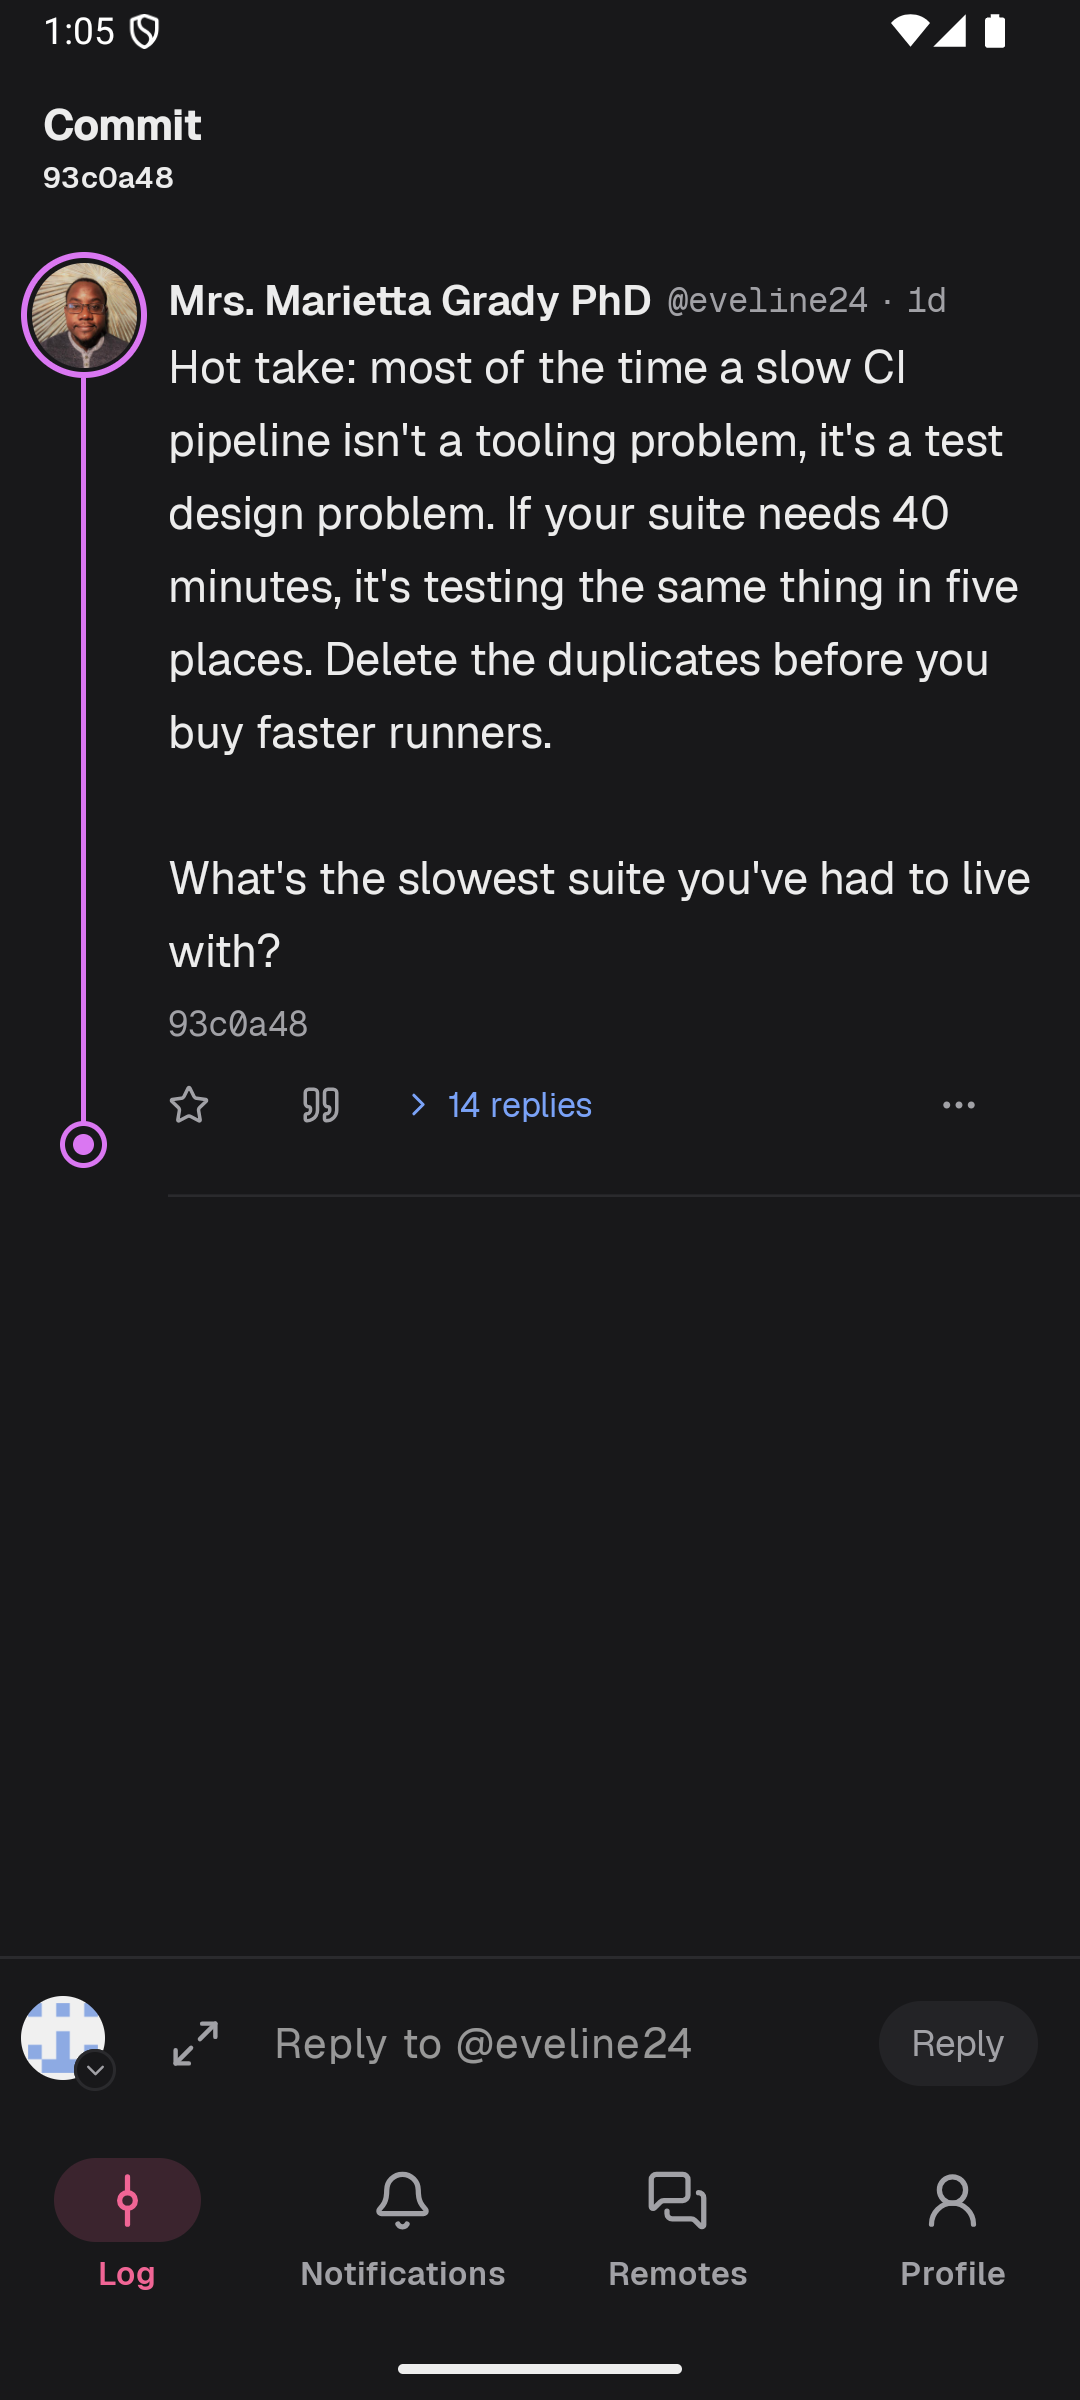 1:05
Commit
93c0a48
Mrs. Marietta Grady PhD @eveline24 · 1d
Hot take: most of the time a slow CI
pipeline isn't a tooling problem, it's a test
design problem. If your suite needs 40
minutes, it's testing the same thing in five
places. Delete the duplicates before you
buy faster runners.
What's the slowest suite you've had to live
with?
93c0a48
14 replies
Reply to @eveline24
Reply
Log
Notifications
Remotes
Profile